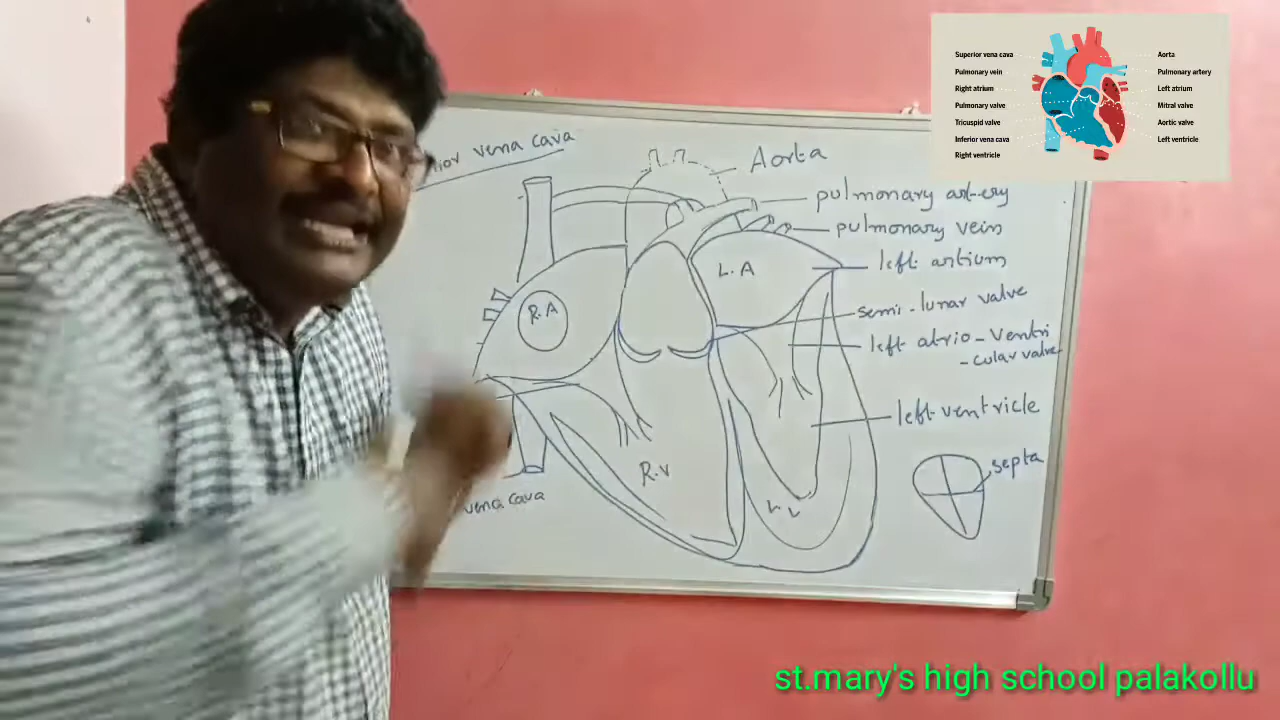 Superior vena cava
Pulmonary vein
Right atrium
Pulmonary valve
Tricuspid valve
Inferior vena cava
Right ventricle
Aorta
Pulmonary artery
Left atrium
Mitral valve
Aortic valve
Left ventricle
vena cava
Aorta
pulmonary artery
pulmonary vein
left artium
semi-lunar valve
left atrio-ventri
-cular valve
left ventricle
septa
R.A
L.A
R.V
vena cava
st.mary's high school palakollu